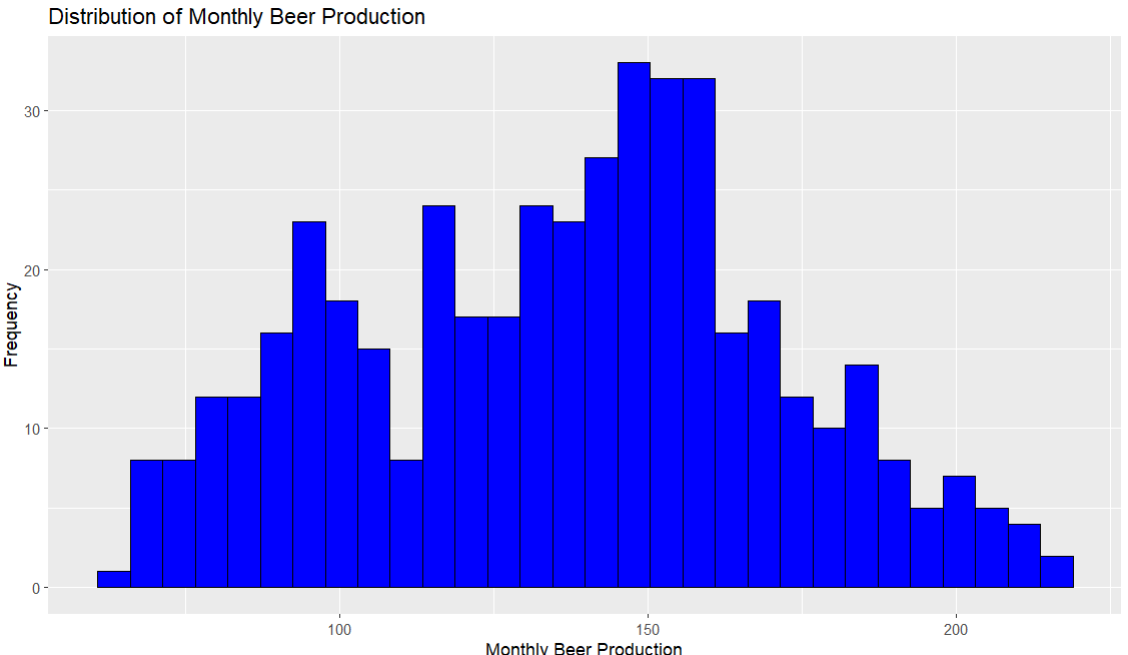 Distribution of Monthly Beer Production
Frequency
30
20
10
0
100 150 200
Monthly Beer Production